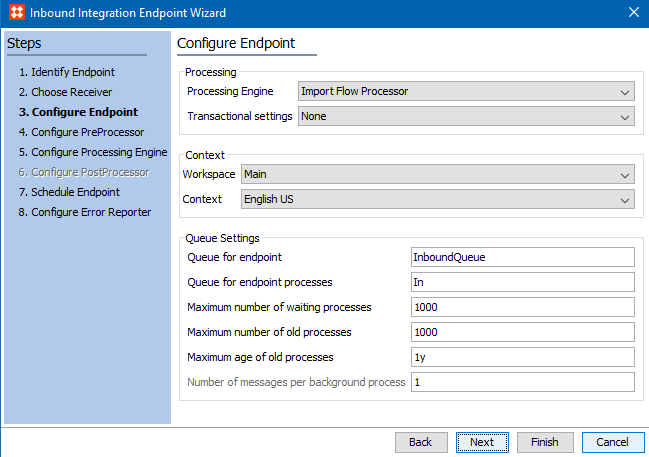 Inbound Integration Endpoint Wizard
Steps
1. Identify Endpoint
2. Choose Receiver
3. Configure Endpoint
4. Configure PreProcessor
5. Configure Processing Engine
6. Configure PostProcessor
7. Schedule Endpoint
8. Configure Error Reporter
Configure Endpoint
Processing
Processing Engine Import Flow Processor
Transactional settings None
Context
Workspace Main
Context English US
Queue Settings
Queue for endpoint InboundQueue
Queue for endpoint processes In
Maximum number of waiting processes 1000
Maximum number of old processes 1000
Maximum age of old processes 1y
Number of messages per background process 1
Back Next Finish Cancel